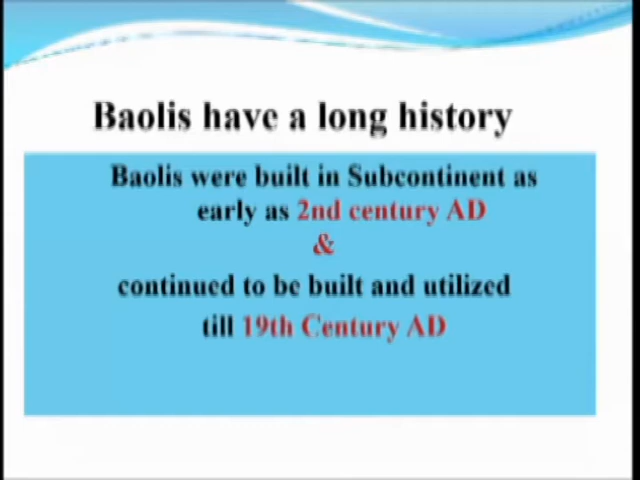 Baolis have a long history
Baolis were built in Subcontinent as
early as 2nd century AD
&
continued to be built and utilized
till 19th Century AD